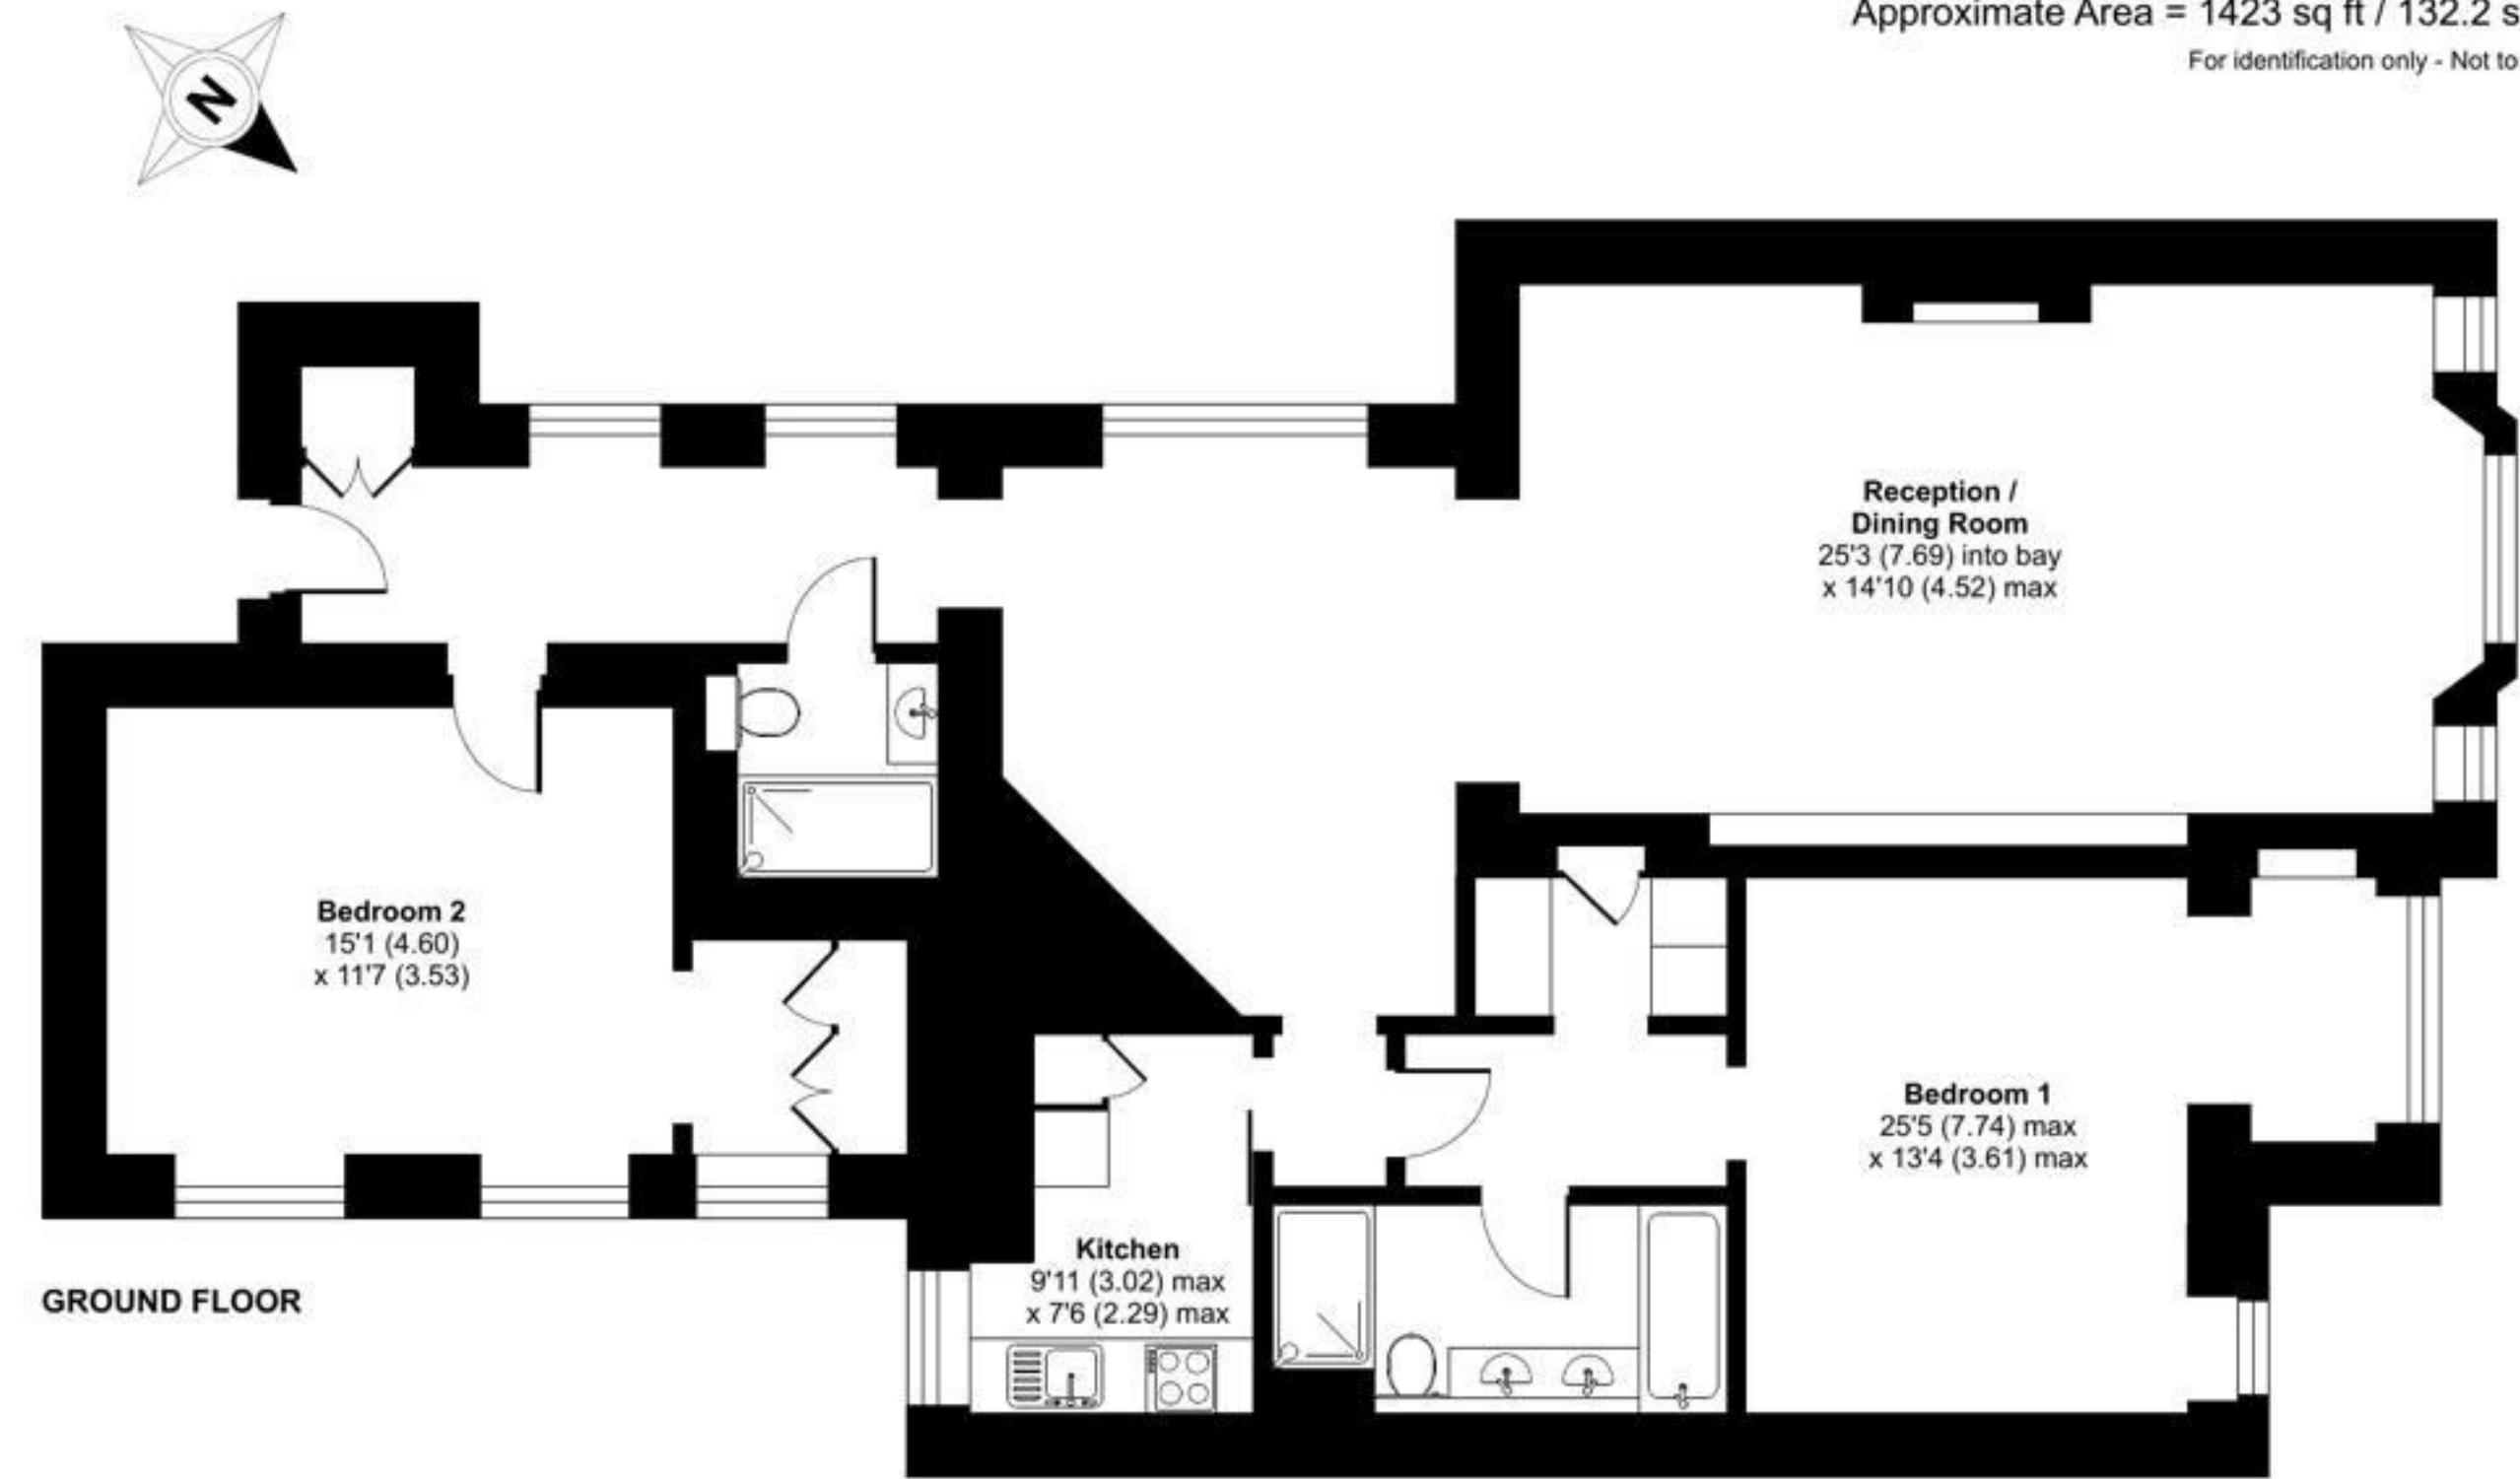 Approximate Area = 1423 sq ft / 132.2 s
For identification only - Not to
N
Reception /
Dining Room
25'3 (7.69) into bay
x 14'10 (4.52) max
Bedroom 2
15'1 (4.60)
x 11'7 (3.53)
Bedroom 1
25'5 (7.74) max
x 13'4 (3.61) max
Kitchen
9'11 (3.02) max
x 7'6 (2.29) max
GROUND FLOOR